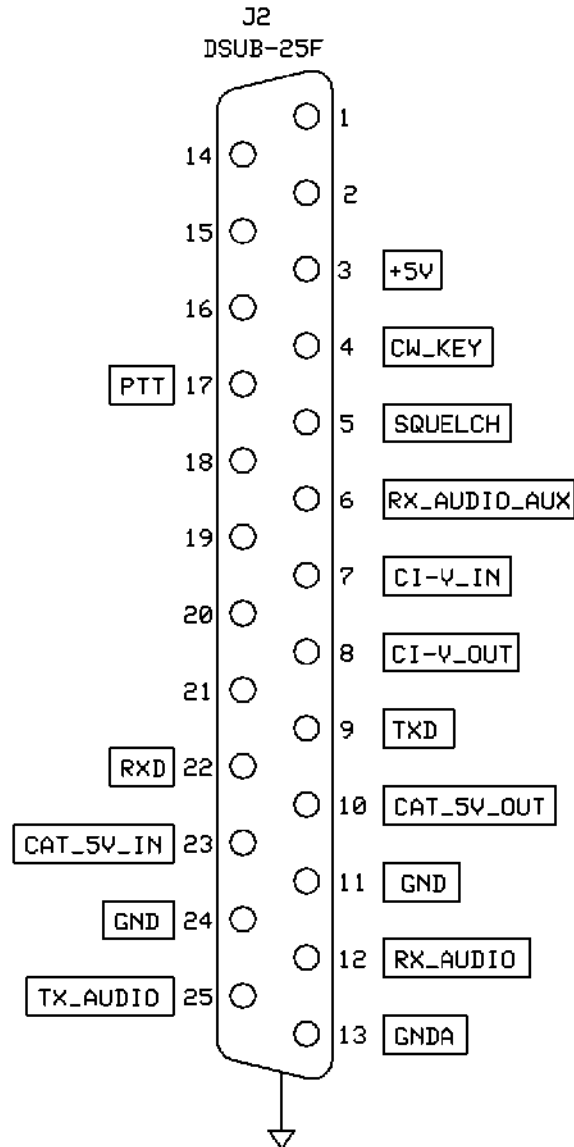 J2
DSUB-25F
1
14
2
15
3 +5V
16
4 CW_KEY
PTT 17
5 SQUELCH
18
6 RX_AUDIO_AUX
19
7 CI-V_IN
20
8 CI-V_OUT
21
9 TXD
RXD 22
10 CAT_5V_OUT
CAT_5V_IN 23
11 GND
GND 24
12 RX_AUDIO
TX_AUDIO 25
13 GNDA